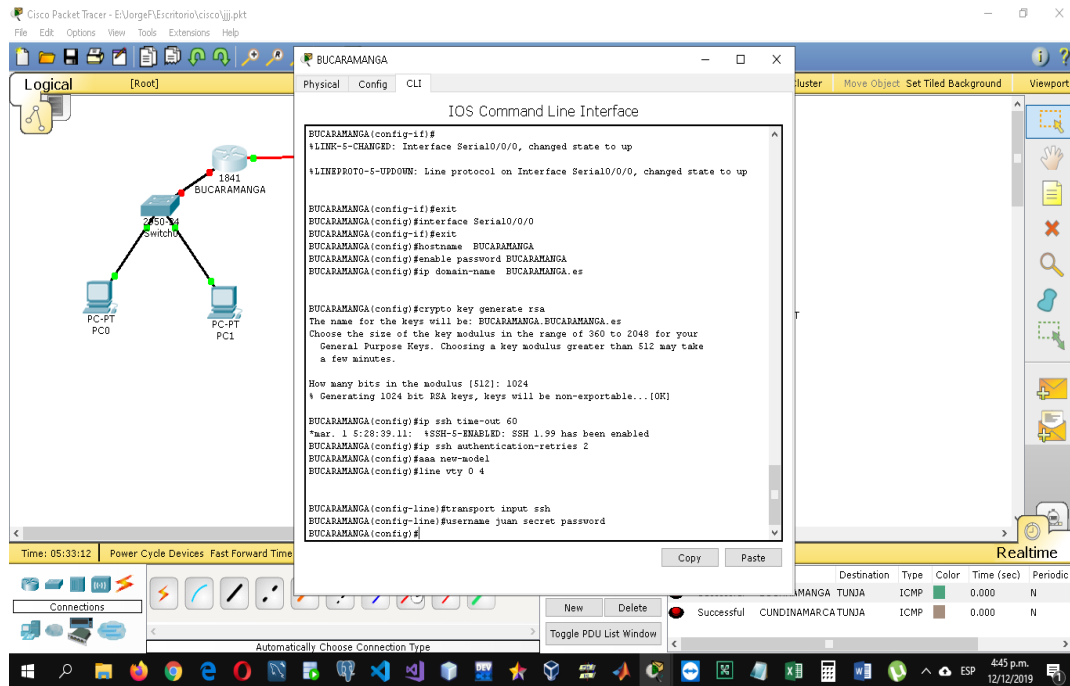 Cisco Packet Tracer - E:\JorgeF\Escritorio\cisco\jjj.pkt
File Edit Options View Tools Extensions Help
BUCARAMANGA
Physical Config CLI
Logical
[Root]
Cluster Move Object Set Tiled Background Viewport
IOS Command Line Interface
BUCARAMANGA(config-if)#
%LINK-5-CHANGED: Interface Serial0/0/0, changed state to up
%LINEPROTO-5-UPDOWN: Line protocol on Interface Serial0/0/0, changed state to up
BUCARAMANGA(config-if)#exit
BUCARAMANGA(config)#interface Serial0/0/0
BUCARAMANGA(config-if)#exit
BUCARAMANGA(config)#hostname BUCARAMANGA
BUCARAMANGA(config)#enable password BUCARAMANGA
BUCARAMANGA(config)#ip domain-name BUCARAMANGA.es
BUCARAMANGA(config)#crypto key generate rsa
The name for the keys will be: BUCARAMANGA.BUCARAMANGA.es
Choose the size of the key modulus in the range of 360 to 2048 for your
General Purpose Keys. Choosing a key modulus greater than 512 may take
a few minutes.
How many bits in the modulus [512]: 1024
% Generating 1024 bit RSA keys, keys will be non-exportable...[OK]
BUCARAMANGA(config)#ip ssh time-out 60
*mar. 1 5:28:39.11: %SSH-5-ENABLED: SSH 1.99 has been enabled
BUCARAMANGA(config)#ip ssh authentication-retries 2
BUCARAMANGA(config)#aaa new-model
BUCARAMANGA(config)#line vty 0 4
BUCARAMANGA(config-line)#transport input ssh
BUCARAMANGA(config-line)#username juan secret password
BUCARAMANGA(config)#
Copy Paste
1841
BUCARAMANGA
2950-24
Switch0
PC-PT
PC0
PC-PT
PC1
T
Time: 05:33:12 Power Cycle Devices Fast Forward Time
Realtime
Connections
Automatically Choose Connection Type
New Delete
Toggle PDU List Window
Destination Type Color Time (sec) Periodic
AMANGA TUNJA ICMP 0.000 N
Successful CUNDINAMARCA TUNJA ICMP 0.000 N
DEV
ESP
4:45 p.m.
12/12/2019